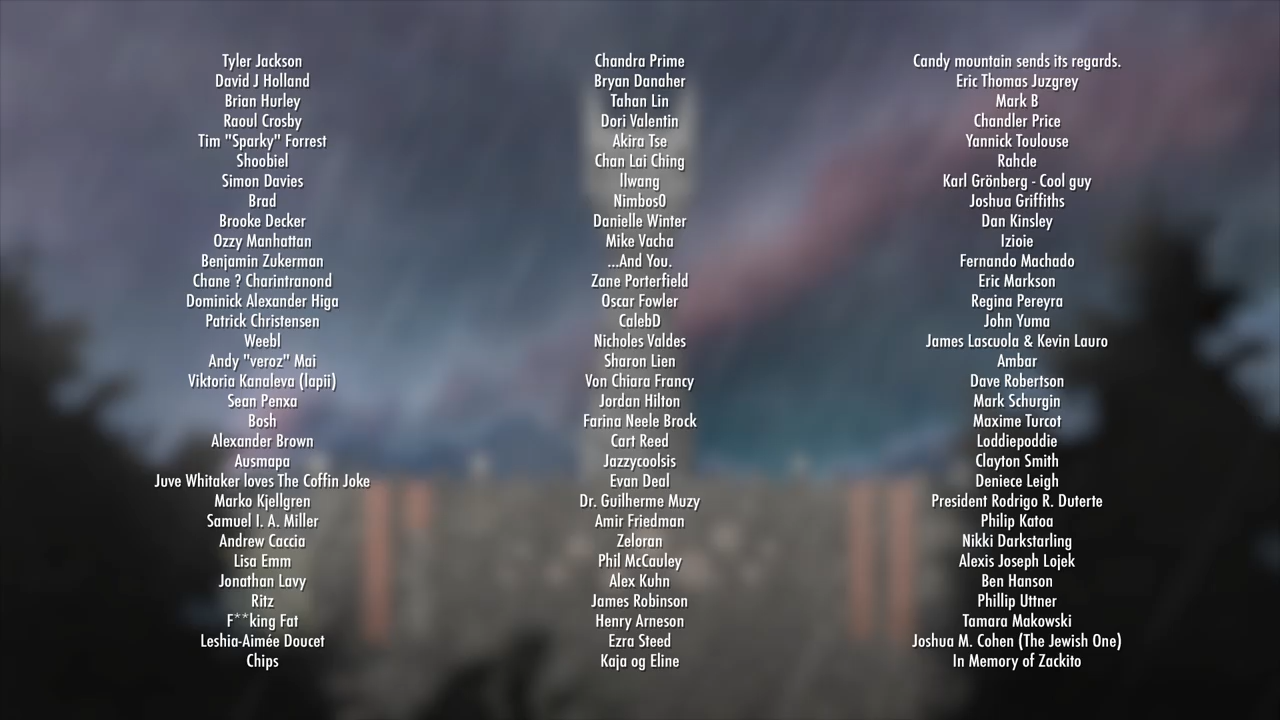 Tyler Jackson
David J Holland
Brian Hurley
Raoul Crosby
Tim "Sparky" Forrest
Shoobiel
Simon Davies
Brad
Brooke Decker
Ozzy Manhattan
Benjamin Zukerman
Chane ? Charintranond
Dominick Alexander Higa
Patrick Christensen
Weebl
Andy "veroz" Mai
Viktoria Kanaleva (lapii)
Sean Penxa
Bosh
Alexander Brown
Ausmapa
Juve Whitaker loves The Coffin Joke
Marko Kjellgren
Samuel I. A. Miller
Andrew Caccia
Lisa Emm
Jonathan Lavy
Ritz
F**king Fat
Leshia-Aimée Doucet
Chips
Chandra Prime
Bryan Danaher
Tahan Lin
Dori Valentin
Akira Tse
Chan Lai Ching
llwang
Nimbos0
Danielle Winter
Mike Vacha
...And You.
Zane Porterfield
Oscar Fowler
CalebD
Nicholes Valdes
Sharon Lien
Von Chiara Francy
Jordan Hilton
Farina Neele Brock
Cart Reed
Jazzycoolsis
Evan Deal
Dr. Guilherme Muzy
Amir Friedman
Zeloran
Phil McCauley
Alex Kuhn
James Robinson
Henry Arneson
Ezra Steed
Kaja og Eline
Candy mountain sends its regards.
Eric Thomas Juzgrey
Mark B
Chandler Price
Yannick Toulouse
Rahcle
Karl Grönberg - Cool guy
Joshua Griffiths
Dan Kinsley
Izioie
Fernando Machado
Eric Markson
Regina Pereyra
John Yuma
James Lascuola & Kevin Lauro
Ambar
Dave Robertson
Mark Schurgin
Maxime Turcot
Loddiepoddie
Clayton Smith
Deniece Leigh
President Rodrigo R. Duterte
Philip Katoa
Nikki Darkstarling
Alexis Joseph Lojek
Ben Hanson
Phillip Uttner
Tamara Makowski
Joshua M. Cohen (The Jewish One)
In Memory of Zackito